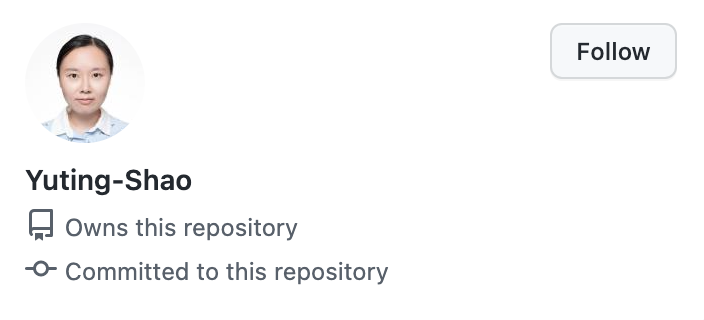 Follow
Yuting-Shao
Owns this repository
Committed to this repository